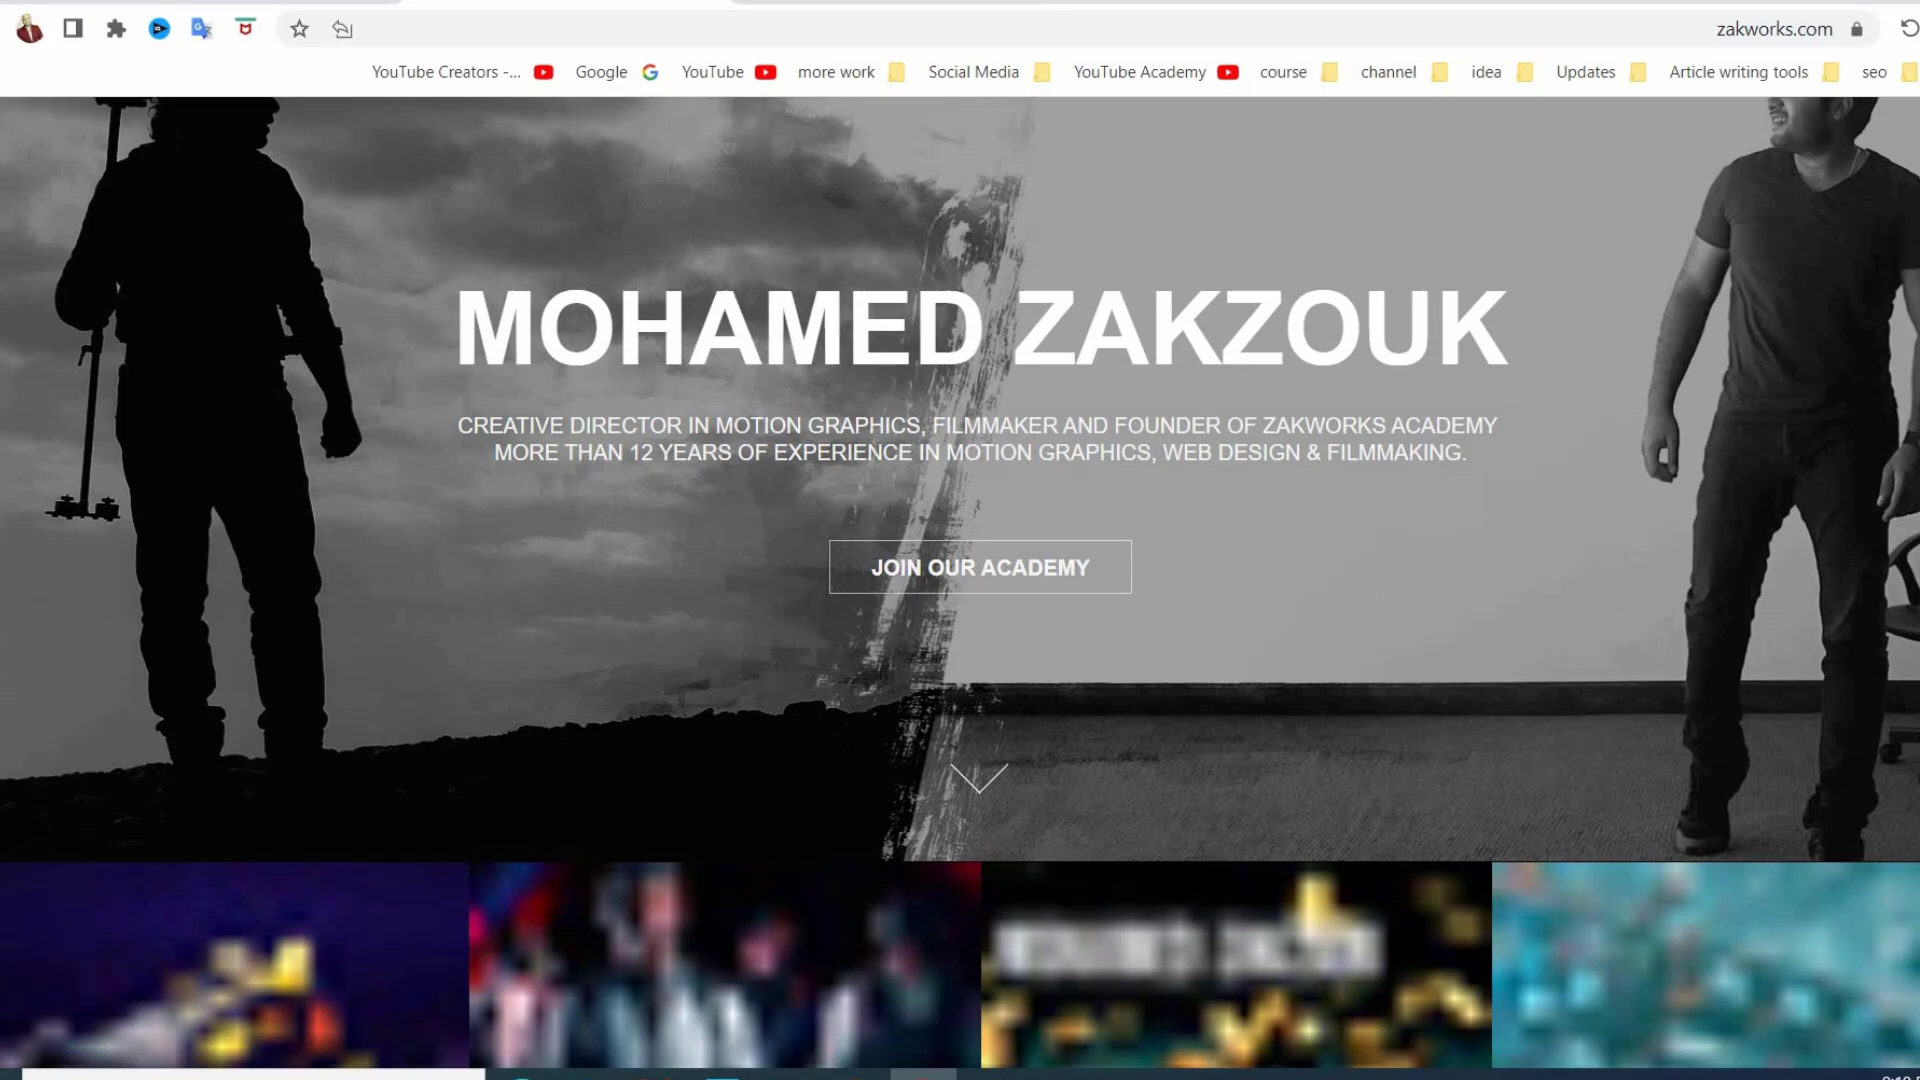 zakworks.com
YouTube Creators -...
Google
YouTube
more work
Social Media
YouTube Academy
course
channel
idea
Updates
Article writing tools
seo
MOHAMED ZAKZOUK
CREATIVE DIRECTOR IN MOTION GRAPHICS, FILMMAKER AND FOUNDER OF ZAKWORKS ACADEMY
MORE THAN 12 YEARS OF EXPERIENCE IN MOTION GRAPHICS, WEB DESIGN & FILMMAKING.
JOIN OUR ACADEMY